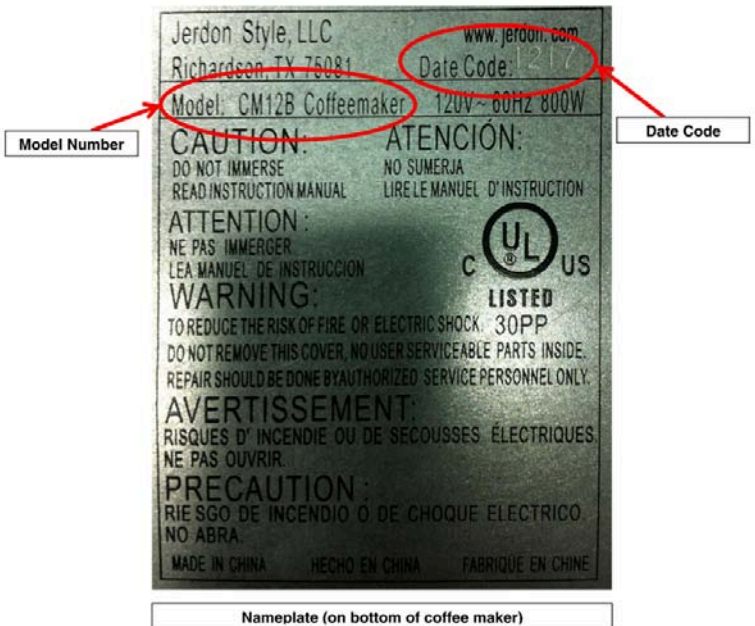 Jerdon Style, LLC www.jerdon.com
Richardson, TX 75081 Date Code: 1217
Model: CM12B Coffeemaker 120V~ 60Hz 800W
Model Number
Date Code
CAUTION: ATENCIÓN:
DO NOT IMMERSE NO SUMERJA
READ INSTRUCTION MANUAL LIRE LE MANUEL D'INSTRUCTION
ATTENTION:
NE PAS IMMERGER
LEA MANUEL DE INSTRUCCION
C UL ® US
WARNING: LISTED
TO REDUCE THE RISK OF FIRE OR ELECTRIC SHOCK. 30PP
DO NOT REMOVE THIS COVER, NO USER SERVICEABLE PARTS INSIDE.
REPAIR SHOULD BE DONE BY AUTHORIZED SERVICE PERSONNEL ONLY.
AVERTISSEMENT:
RISQUES D' INCENDIE OU DE SECOUSSES ÉLECTRIQUES.
NE PAS OUVRIR.
PRECAUTION:
RIESGO DE INCENDIO O DE CHOQUE ELECTRICO.
NO ABRA.
MADE IN CHINA HECHO EN CHINA FABRIQUE EN CHINE
Nameplate (on bottom of coffee maker)